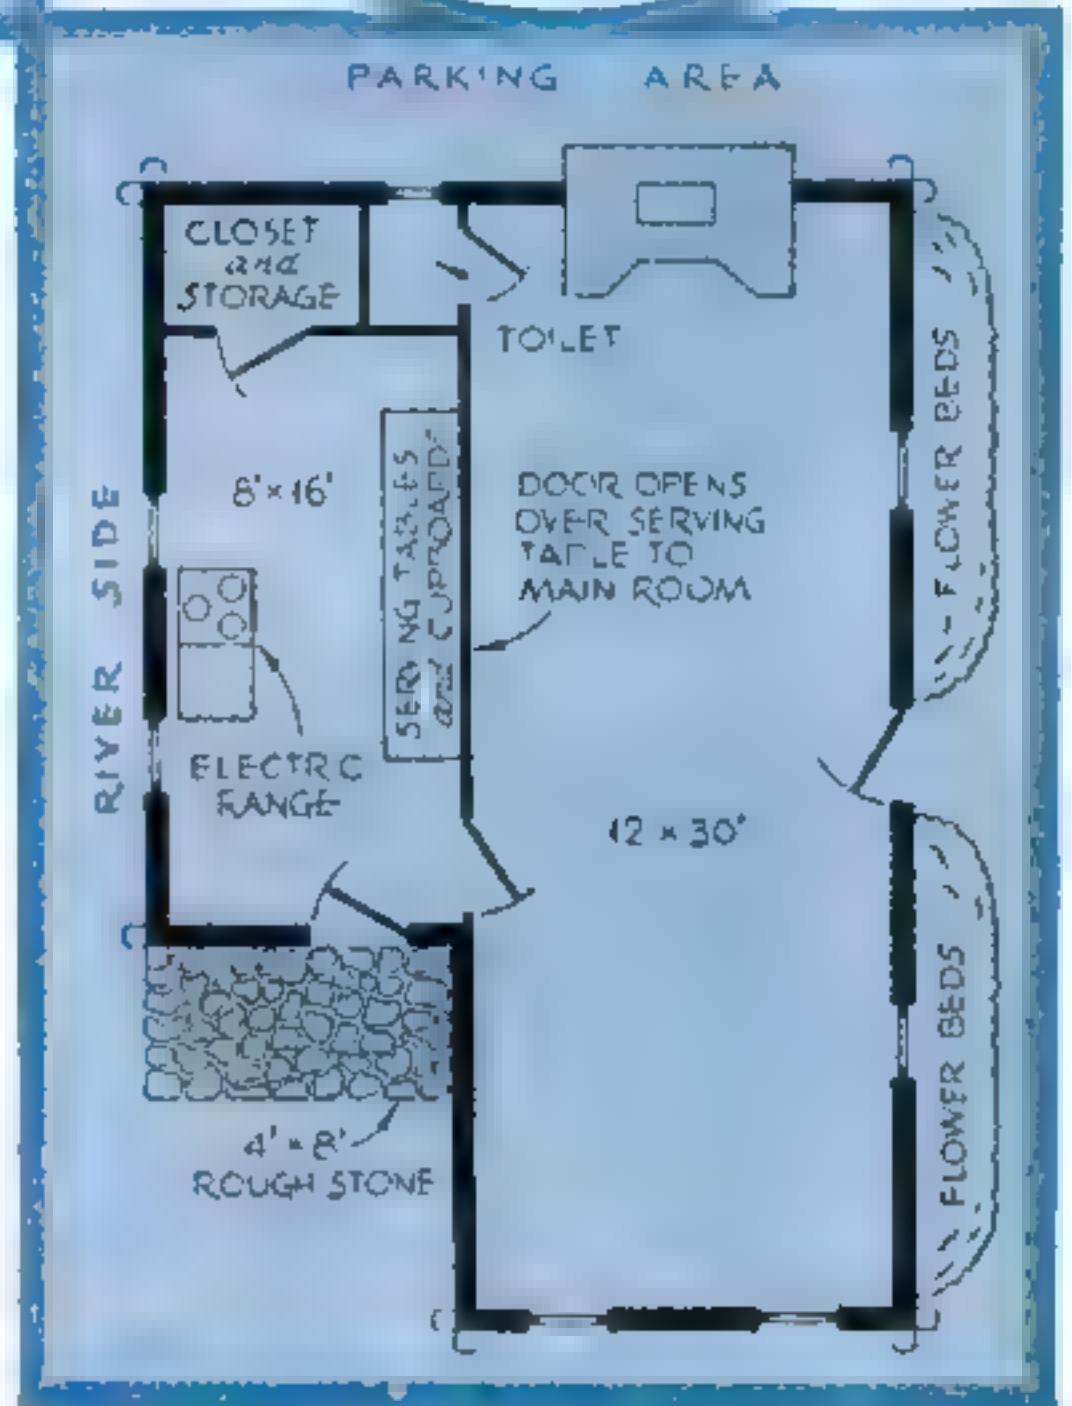 PARKING AREA
CLOSET
and
STORAGE
TOILET
FLOWER BEDS
8' × 16'
SERVING TABLES
and CUPBOARDS
DOOR OPENS
OVER SERVING
TABLE TO
MAIN ROOM
RIVER SIDE
ELECTRIC
RANGE
12 × 30'
FLOWER BEDS
4' × 8'
ROUGH STONE